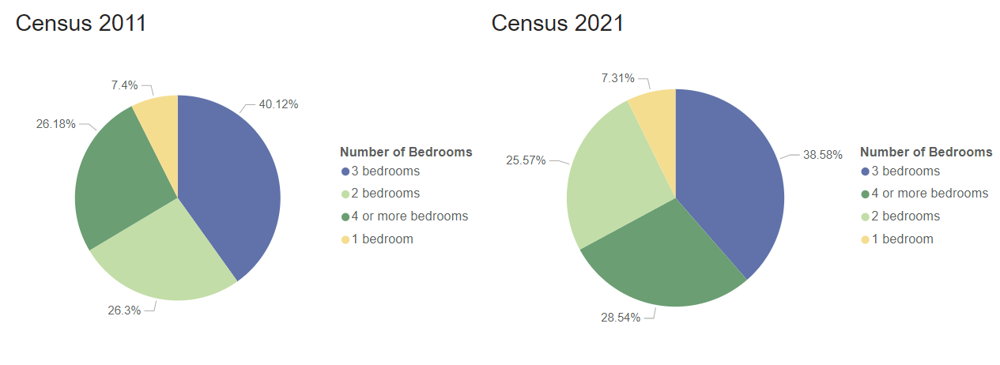 Census 2011
7.4%
40.12%
26.18%
26.3%
Number of Bedrooms
3 bedrooms
2 bedrooms
4 or more bedrooms
1 bedroom
Census 2021
7.31%
38.58%
25.57%
28.54%
Number of Bedrooms
3 bedrooms
4 or more bedrooms
2 bedrooms
1 bedroom